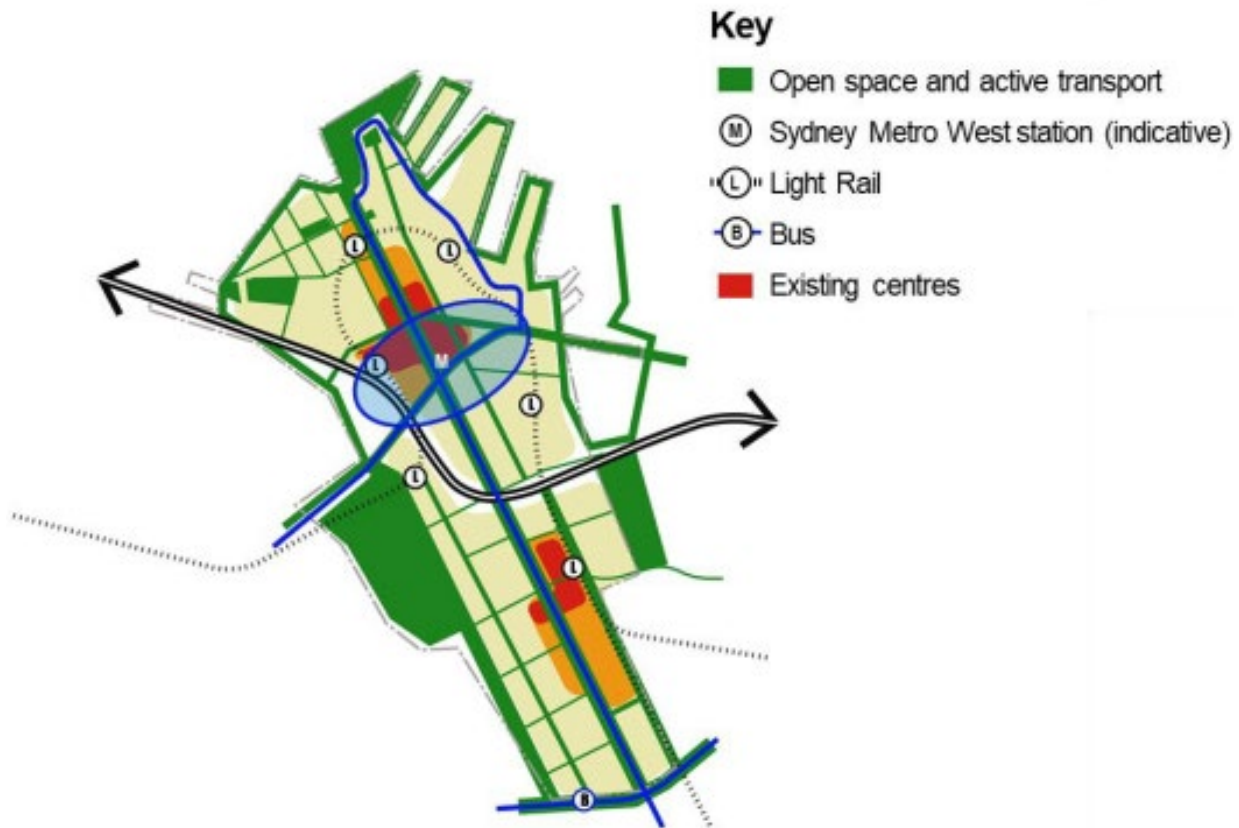 Key
Open space and active transport
M Sydney Metro West station (indicative)
L Light Rail
B Bus
Existing centres
L
L
M
L
L
L
L
B